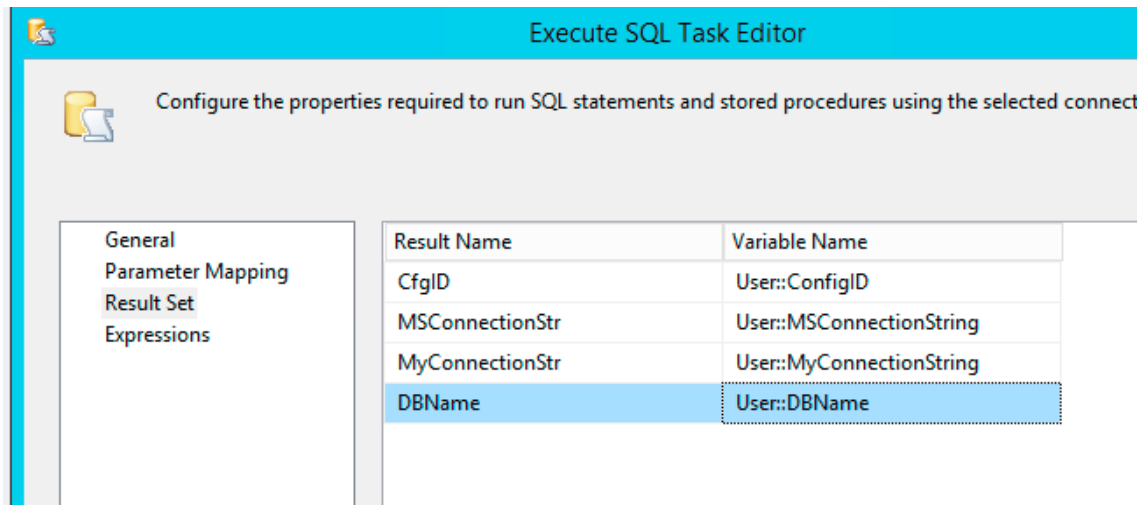 Execute SQL Task Editor
Configure the properties required to run SQL statements and stored procedures using the selected connect
General
Parameter Mapping
Result Set
Expressions
Result Name Variable Name
CfgID User::ConfigID
MSConnectionStr User::MSConnectionString
MyConnectionStr User::MyConnectionString
DBName User::DBName